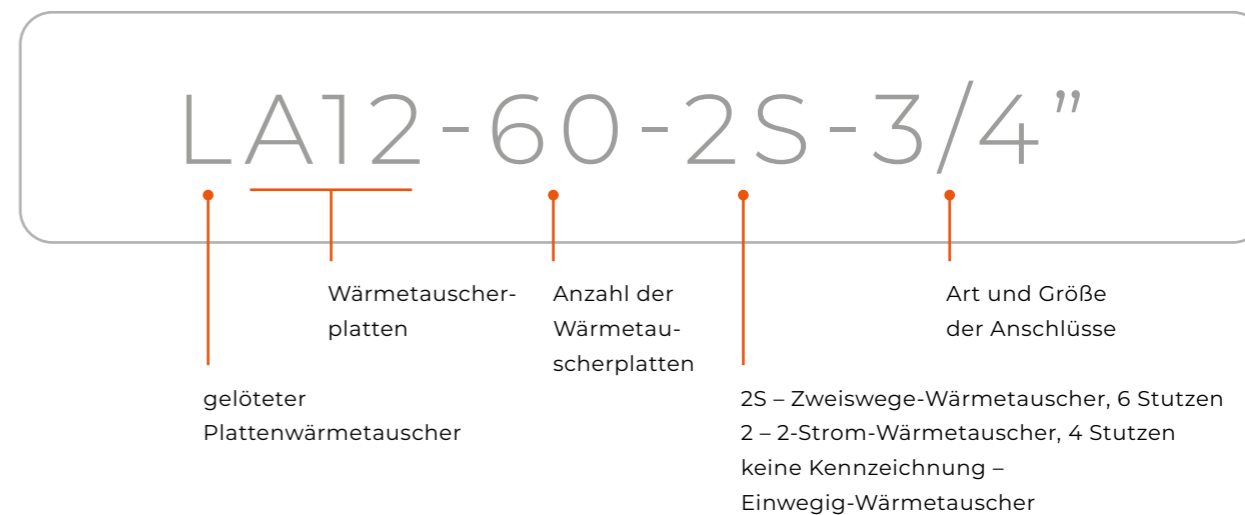 LA12-60-2S-3/4”
Wärmetauscher-
platten
Anzahl der
Wärmetau-
scherplatten
Art und Größe
der Anschlüsse
gelöteter
Plattenwärmetauscher
2S – Zweiswege-Wärmetauscher, 6 Stutzen
2 – 2-Strom-Wärmetauscher, 4 Stutzen
keine Kennzeichnung –
Einwegig-Wärmetauscher